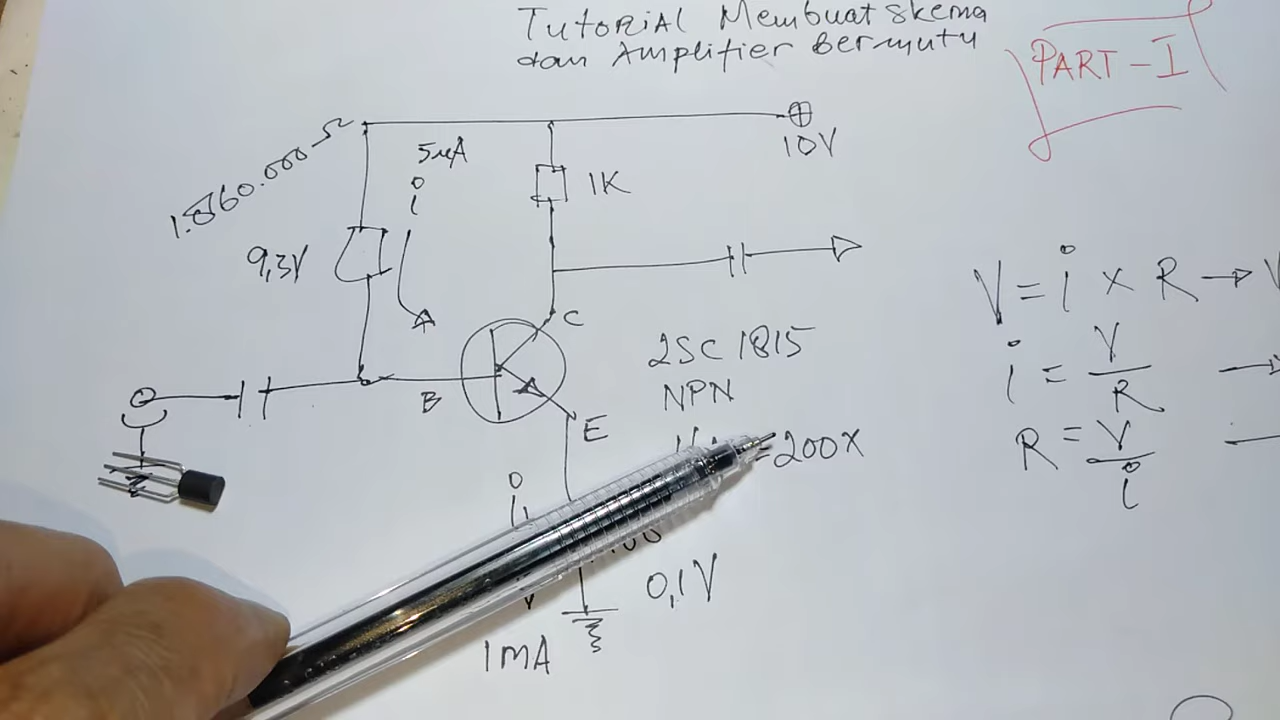 Tutorial Membuat skema
dan Amplifier Bermutu
PART - I
1.860.000 Ω
5uA
i
10V
1K
9,3V
C
B
E
2SC 1815
NPN
= 200X
i
0,1V
1MA
V = i x R → V
i = V / R →
R = V / i